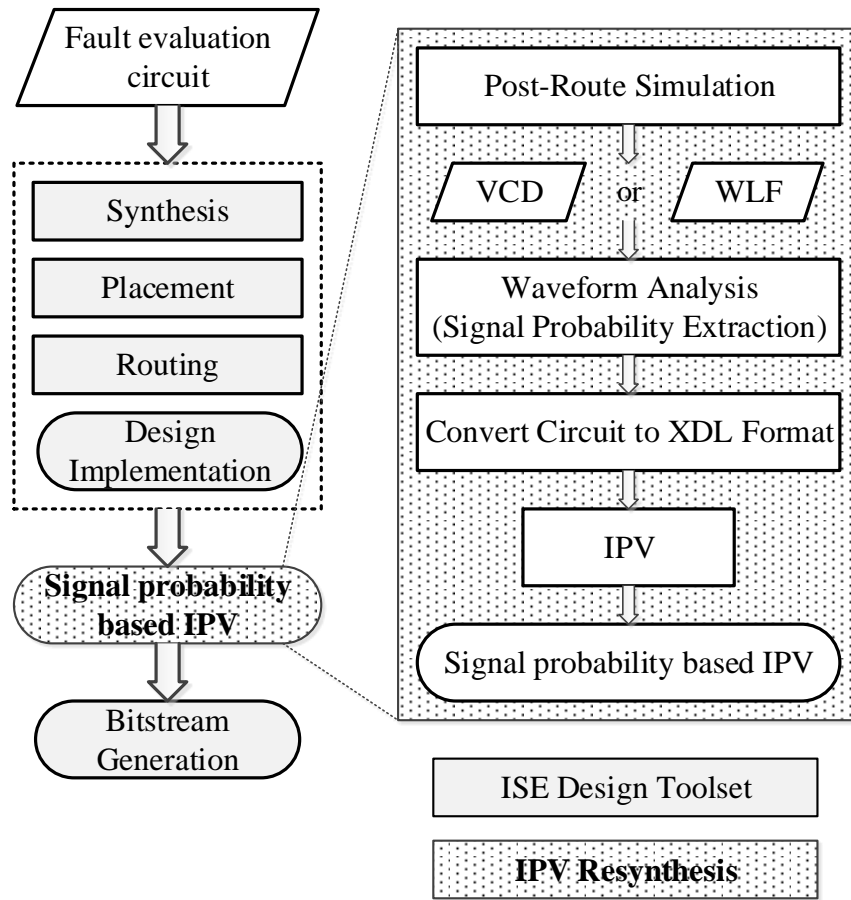 Fault evaluation
circuit
Synthesis
Placement
Routing
Design
Implementation
Signal probability
based IPV
Bitstream
Generation
Post-Route Simulation
VCD or WLF
Waveform Analysis
(Signal Probability Extraction)
Convert Circuit to XDL Format
IPV
Signal probability based IPV
ISE Design Toolset
IPV Resynthesis